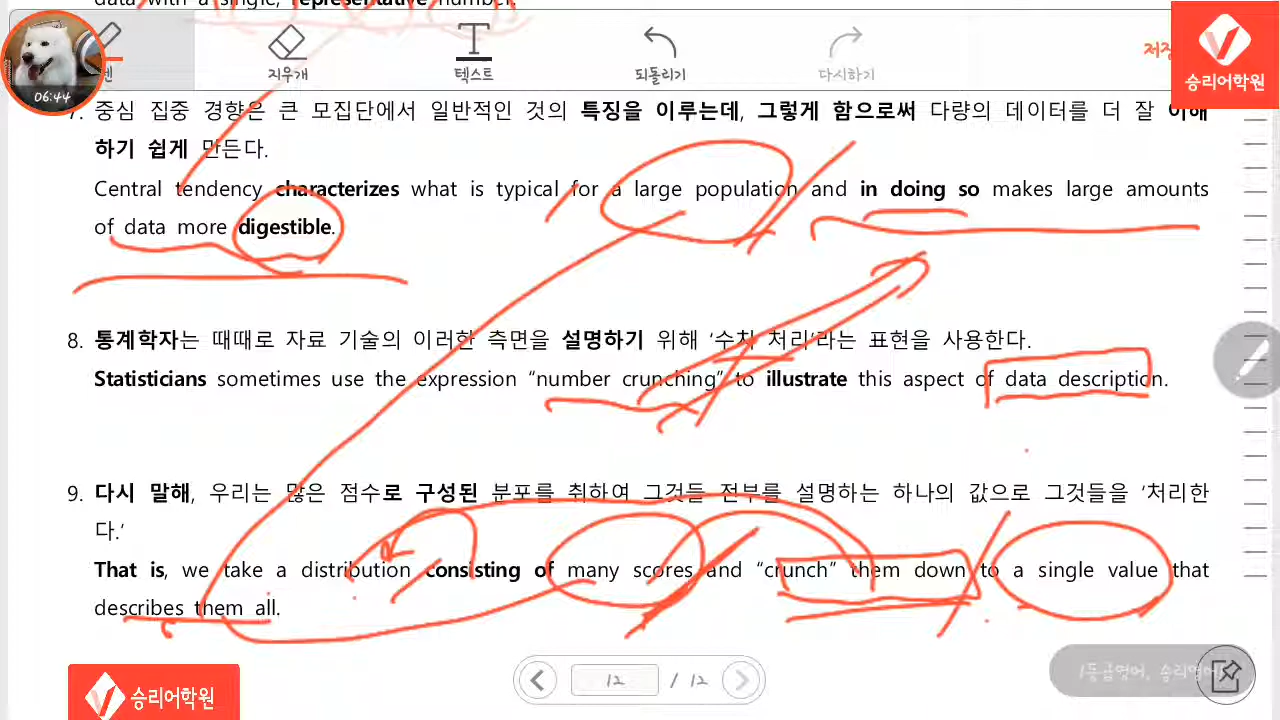 data with a single, representative number.
펜
지우개
텍스트
되돌리기
다시하기
저장
승리어학원
06:44
7. 중심 집중 경향은 큰 모집단에서 일반적인 것의 특징을 이루는데, 그렇게 함으로써 다량의 데이터를 더 잘 이해
하기 쉽게 만든다.
Central tendency characterizes what is typical for a large population and in doing so makes large amounts
of data more digestible.
8. 통계학자는 때때로 자료 기술의 이러한 측면을 설명하기 위해 ‘수차 처리’라는 표현을 사용한다.
Statisticians sometimes use the expression “number crunching” to illustrate this aspect of data description.
9. 다시 말해, 우리는 많은 점수로 구성된 분포를 취하여 그것들 전부를 설명하는 하나의 값으로 그것들을 ‘처리한
다.’
That is, we take a distribution consisting of many scores and “crunch” them down to a single value that
describes them all.
승리어학원
12 / 12
1등급영어, 승리영어!